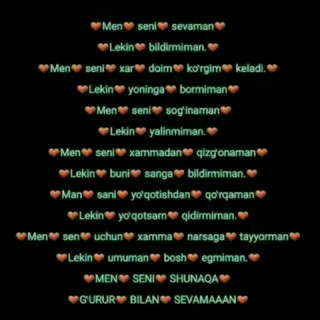 🧡Men🧡 seni🧡 sevaman🧡
🧡Lekin🧡 bildirmiman.🧡
🧡Men🧡 seni🧡 xar🧡 doim🧡 ko'rgim🧡 keladi.🧡
🧡Lekin🧡 yoninga🧡 bormiman🧡
🧡Men🧡 seni🧡 sog'inaman🧡
🧡Lekin🧡 yalinmiman.🧡
🧡Men🧡 seni🧡 xammadan🧡 qizg'onaman🧡
🧡Lekin🧡 buni🧡 sanga🧡 bildirmiman.🧡
🧡Man🧡 sani🧡 yo'qotishdan🧡 qo'rqaman🧡
🧡Lekin🧡 yo'qotsam🧡 qidirmiman.🧡
🧡Men🧡 sen🧡 uchun🧡 xamma🧡 narsaga🧡 tayyorman🧡
🧡Lekin🧡 umuman🧡 bosh🧡 egmiman.🧡
🧡MEN🧡 SENI🧡 SHUNAQA🧡
🧡G'URUR🧡 BILAN🧡 SEVAMAAAN🧡